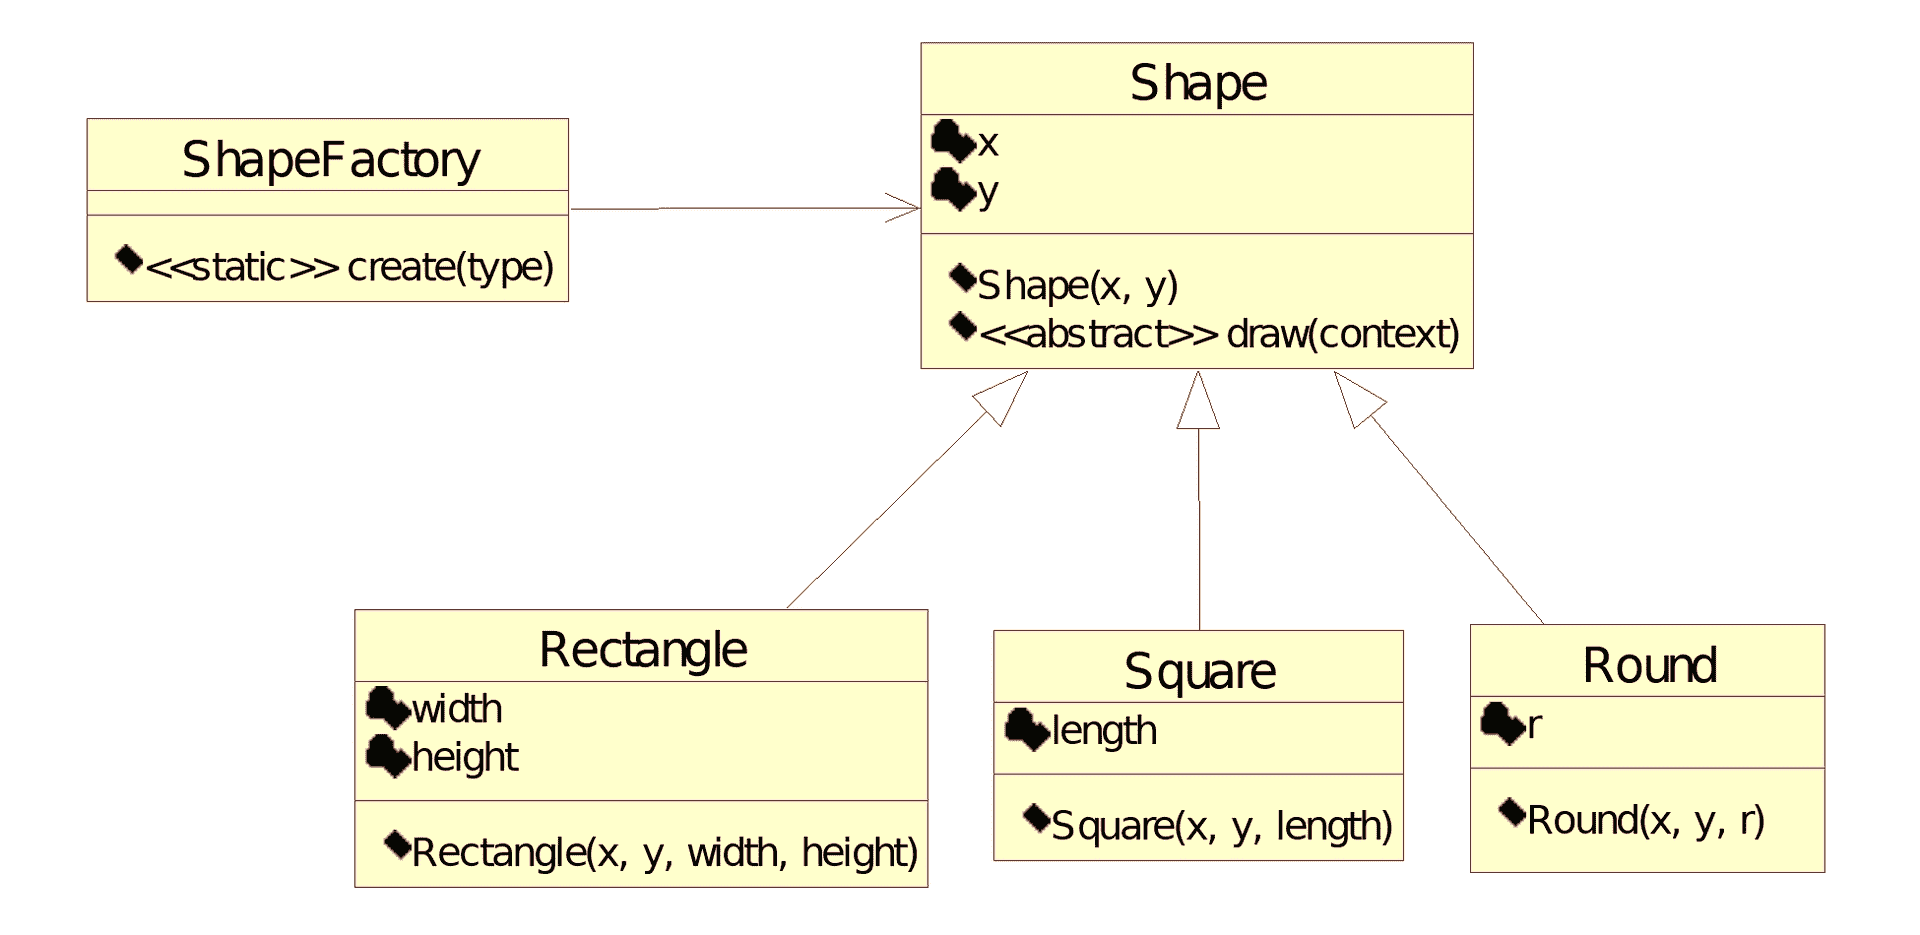 ShapeFactory
<<static>> create(type)
Shape
x
y
Shape(x, y)
<<abstract>> draw(context)
Rectangle
width
height
Rectangle(x, y, width, height)
Square
length
Square(x, y, length)
Round
r
Round(x, y, r)